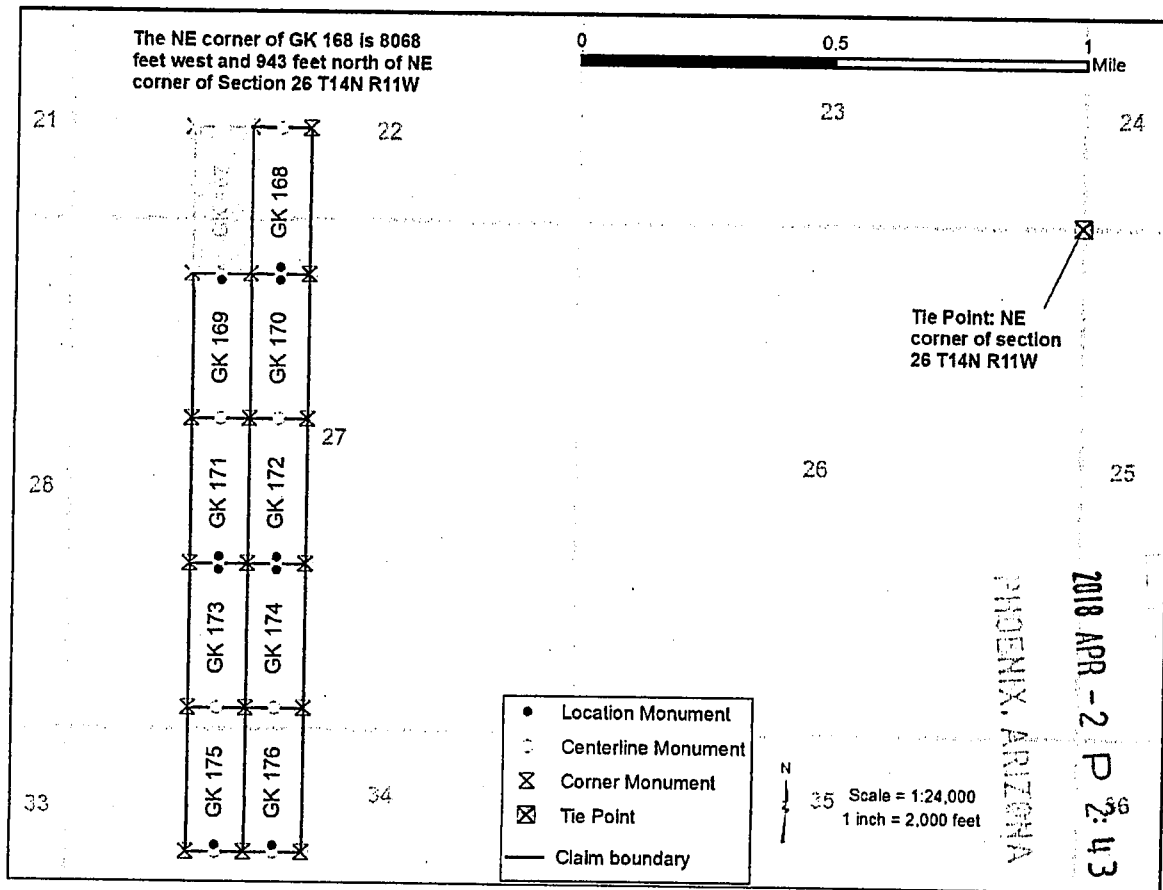 The NE corner of GK 168 is 8068
feet west and 943 feet north of NE
corner of Section 26 T14N R11W
0
0.5
1
Mile
21
22
23
24
GK 168
Tie Point: NE
corner of section
26 T14N R11W
GK 169
GK 170
27
28
26
25
GK 171
GK 172
GK 173
GK 174
GK 175
GK 176
33
34
35
36
Location Monument
Centerline Monument
Corner Monument
Tie Point
Claim boundary
N
Scale = 1:24,000
1 inch = 2,000 feet
2018 APR -2 P 2:43
PHOENIX, ARIZONA